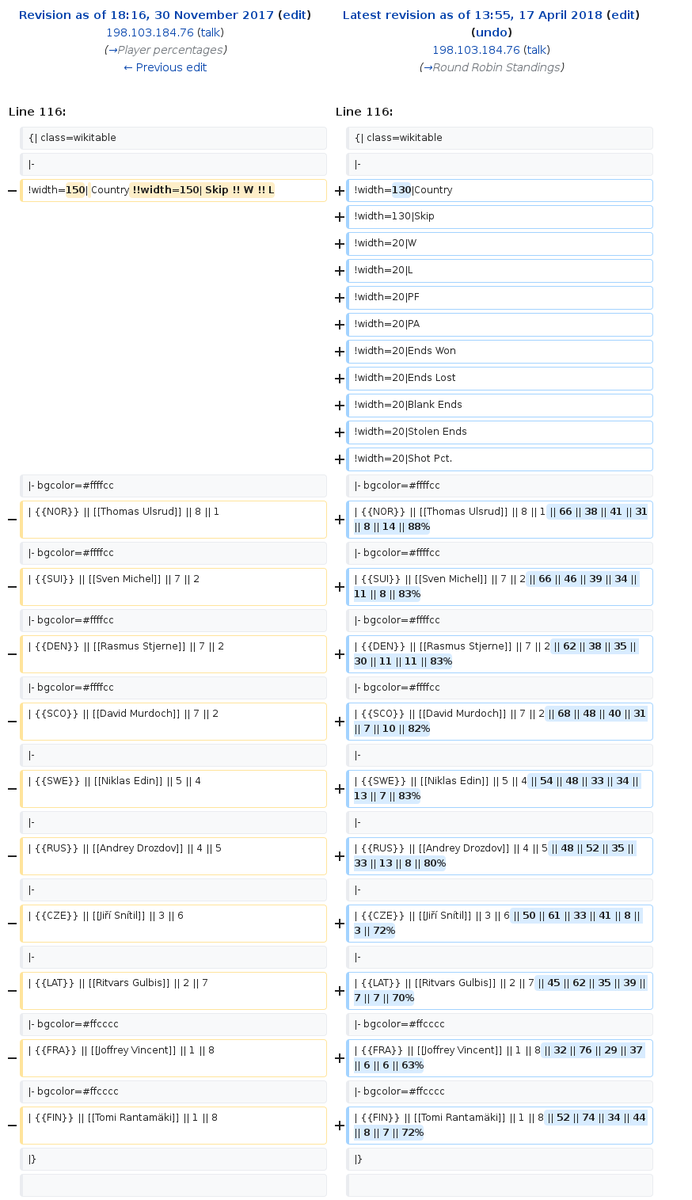 Revision as of 18:16, 30 November 2017 (edit)
198.103.184.76 (talk)
(→Player percentages)
← Previous edit
Latest revision as of 13:55, 17 April 2018 (edit)
(undo)
198.103.184.76 (talk)
(→Round Robin Standings)
Line 116:
Line 116:
{| class=wikitable
{| class=wikitable
|-
|-
− !width=150| Country !!width=150| Skip !! W !! L
+ !width=130|Country
+ !width=130|Skip
+ !width=20|W
+ !width=20|L
+ !width=20|PF
+ !width=20|PA
+ !width=20|Ends Won
+ !width=20|Ends Lost
+ !width=20|Blank Ends
+ !width=20|Stolen Ends
+ !width=20|Shot Pct.
|- bgcolor=#ffffcc
|- bgcolor=#ffffcc
− | {{NOR}} || [[Thomas Ulsrud]] || 8 || 1
+ | {{NOR}} || [[Thomas Ulsrud]] || 8 || 1 || 66 || 38 || 41 || 31
|| 8 || 14 || 88%
|- bgcolor=#ffffcc
|- bgcolor=#ffffcc
− | {{SUI}} || [[Sven Michel]] || 7 || 2
+ | {{SUI}} || [[Sven Michel]] || 7 || 2 || 66 || 46 || 39 || 34 ||
11 || 8 || 83%
|- bgcolor=#ffffcc
|- bgcolor=#ffffcc
− | {{DEN}} || [[Rasmus Stjerne]] || 7 || 2
+ | {{DEN}} || [[Rasmus Stjerne]] || 7 || 2 || 62 || 38 || 35 ||
30 || 11 || 11 || 83%
|- bgcolor=#ffffcc
|- bgcolor=#ffffcc
− | {{SCO}} || [[David Murdoch]] || 7 || 2
+ | {{SCO}} || [[David Murdoch]] || 7 || 2 || 68 || 48 || 40 || 31
|| 7 || 10 || 82%
|-
|-
− | {{SWE}} || [[Niklas Edin]] || 5 || 4
+ | {{SWE}} || [[Niklas Edin]] || 5 || 4 || 54 || 48 || 33 || 34 ||
13 || 7 || 83%
|-
|-
− | {{RUS}} || [[Andrey Drozdov]] || 4 || 5
+ | {{RUS}} || [[Andrey Drozdov]] || 4 || 5 || 48 || 52 || 35 ||
33 || 13 || 8 || 80%
|-
|-
− | {{CZE}} || [[Jiří Snítil]] || 3 || 6
+ | {{CZE}} || [[Jiří Snítil]] || 3 || 6 || 50 || 61 || 33 || 41 || 8 ||
3 || 72%
|-
|-
− | {{LAT}} || [[Ritvars Gulbis]] || 2 || 7
+ | {{LAT}} || [[Ritvars Gulbis]] || 2 || 7 || 45 || 62 || 35 || 39 ||
7 || 7 || 70%
|- bgcolor=#ffcccc
|- bgcolor=#ffcccc
− | {{FRA}} || [[Joffrey Vincent]] || 1 || 8
+ | {{FRA}} || [[Joffrey Vincent]] || 1 || 8 || 32 || 76 || 29 || 37
|| 6 || 6 || 63%
|- bgcolor=#ffcccc
|- bgcolor=#ffcccc
− | {{FIN}} || [[Tomi Rantamäki]] || 1 || 8
+ | {{FIN}} || [[Tomi Rantamäki]] || 1 || 8 || 52 || 74 || 34 || 44
|| 8 || 7 || 72%
|}
|}